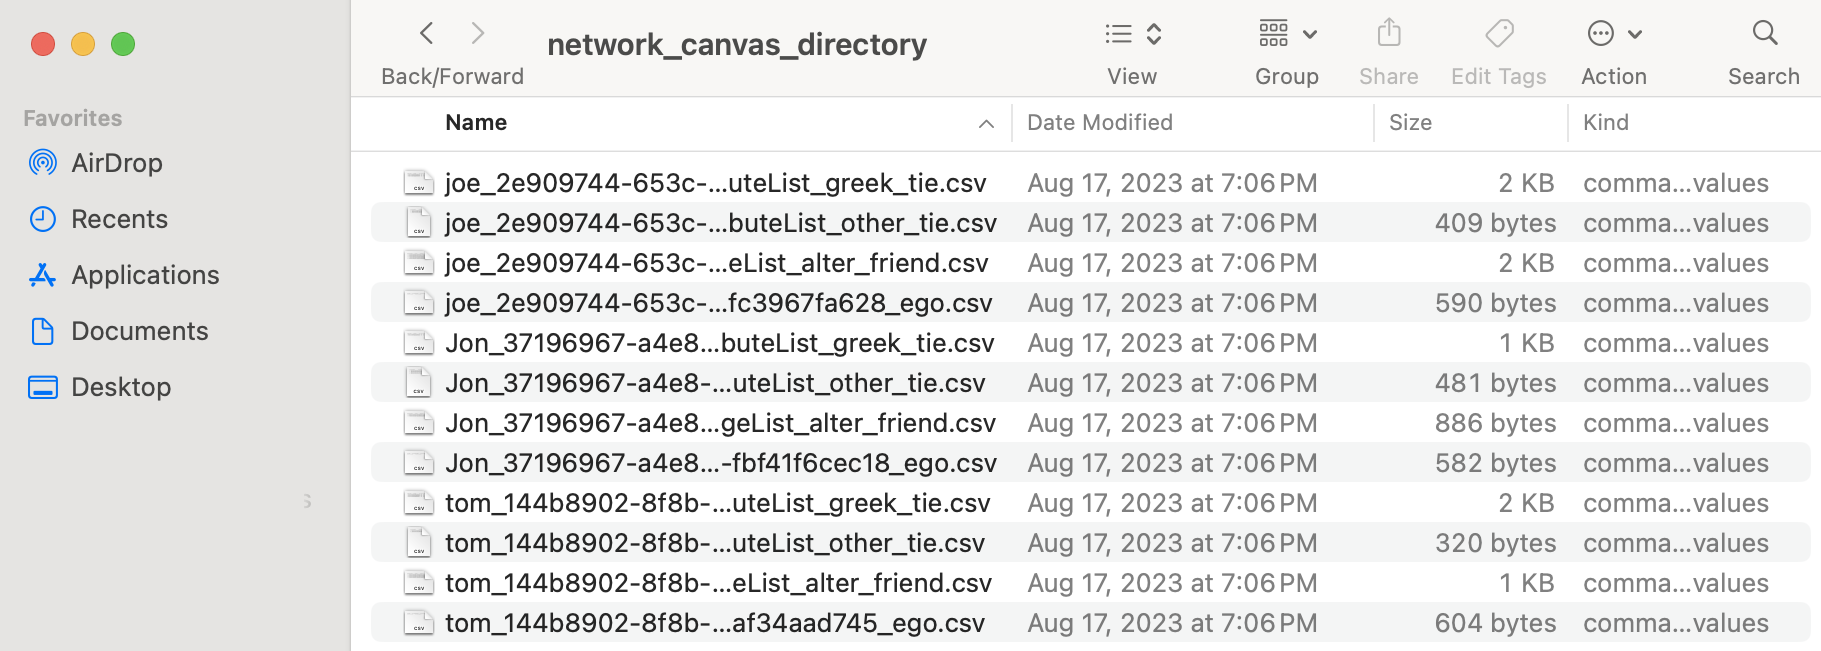 network_canvas_directory
Back/Forward View Group Share Edit Tags Action Search
Favorites
AirDrop
Recents
Applications
Documents
Desktop
Name Date Modified Size Kind
joe_2e909744-653c-...uteList_greek_tie.csv Aug 17, 2023 at 7:06 PM 2 KB comma...values
joe_2e909744-653c-...buteList_other_tie.csv Aug 17, 2023 at 7:06 PM 409 bytes comma...values
joe_2e909744-653c-...eList_alter_friend.csv Aug 17, 2023 at 7:06 PM 2 KB comma...values
joe_2e909744-653c-...fc3967fa628_ego.csv Aug 17, 2023 at 7:06 PM 590 bytes comma...values
Jon_37196967-a4e8...buteList_greek_tie.csv Aug 17, 2023 at 7:06 PM 1 KB comma...values
Jon_37196967-a4e8-...uteList_other_tie.csv Aug 17, 2023 at 7:06 PM 481 bytes comma...values
Jon_37196967-a4e8...geList_alter_friend.csv Aug 17, 2023 at 7:06 PM 886 bytes comma...values
Jon_37196967-a4e8...-fbf41f6cec18_ego.csv Aug 17, 2023 at 7:06 PM 582 bytes comma...values
tom_144b8902-8f8b-...uteList_greek_tie.csv Aug 17, 2023 at 7:06 PM 2 KB comma...values
tom_144b8902-8f8b-...uteList_other_tie.csv Aug 17, 2023 at 7:06 PM 320 bytes comma...values
tom_144b8902-8f8b-...eList_alter_friend.csv Aug 17, 2023 at 7:06 PM 1 KB comma...values
tom_144b8902-8f8b-...af34aad745_ego.csv Aug 17, 2023 at 7:06 PM 604 bytes comma...values